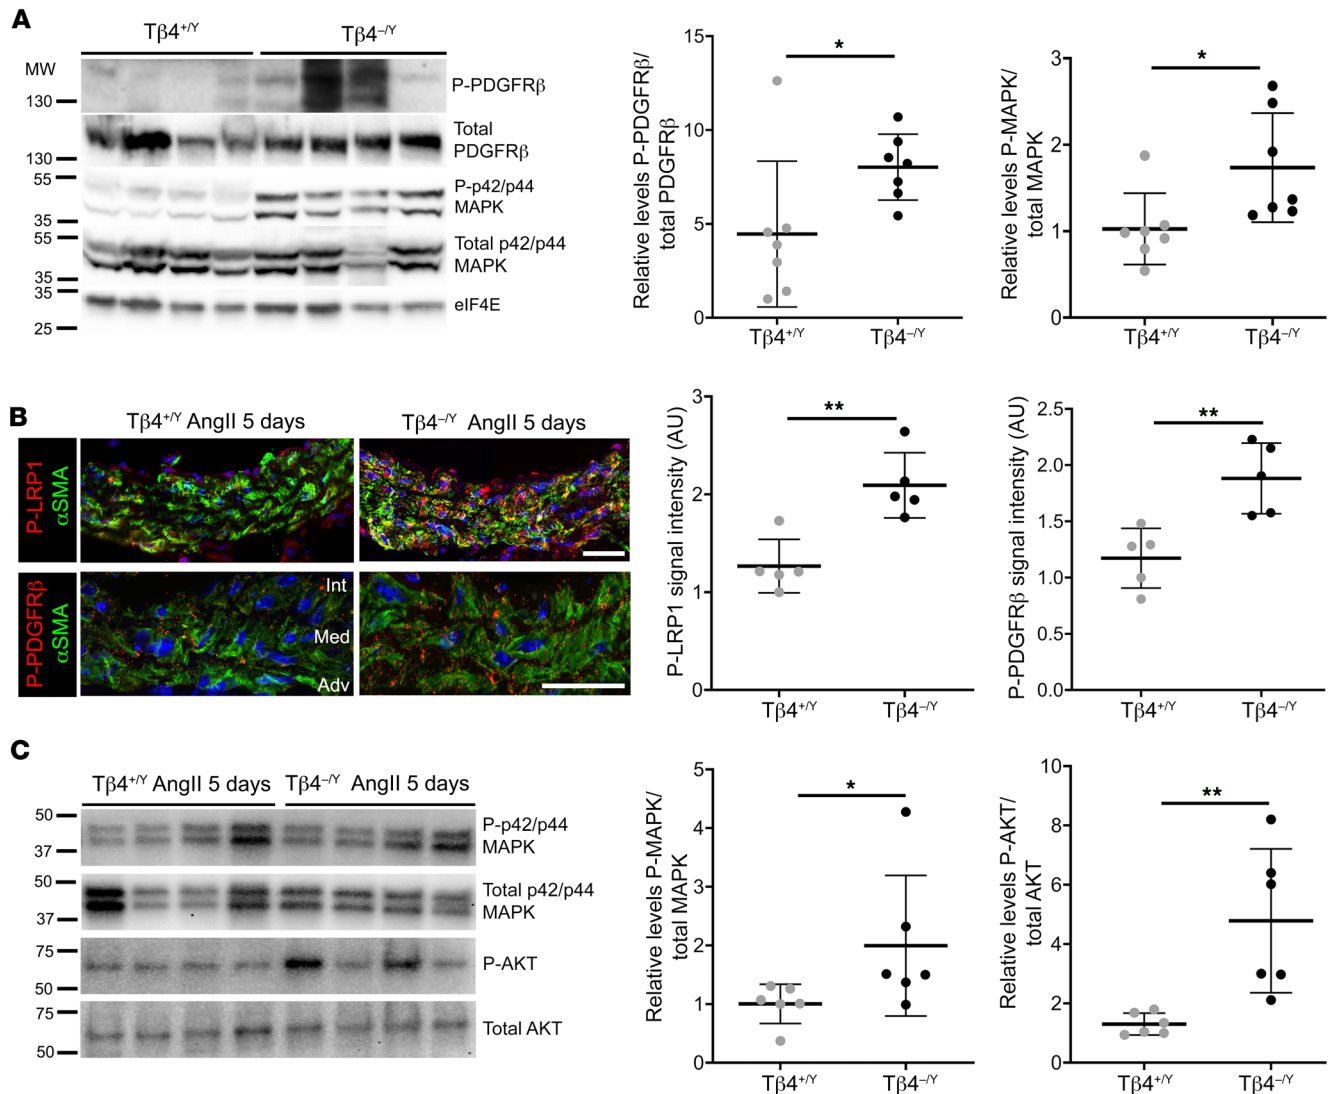 A
Tβ4+/Y
Tβ4−/Y
MW
130
P-PDGFRβ
130
Total
PDGFRβ
55
35
P-p42/p44
MAPK
55
35
Total p42/p44
MAPK
35
25
eIF4E
Relative levels P-PDGFRβ/
total PDGFRβ
15
10
5
0
*
Tβ4+/Y
Tβ4−/Y
Relative levels P-MAPK/
total MAPK
3
2
1
0
*
Tβ4+/Y
Tβ4−/Y
B
Tβ4+/Y AngII 5 days
Tβ4−/Y AngII 5 days
P-LRP1
αSMA
P-PDGFRβ
αSMA
Int
Med
Adv
P-LRP1 signal intensity (AU)
3
2
1
0
**
Tβ4+/Y
Tβ4−/Y
P-PDGFRβ signal intensity (AU)
2.5
2.0
1.5
1.0
0.5
0.0
**
Tβ4+/Y
Tβ4−/Y
C
Tβ4+/Y AngII 5 days
Tβ4−/Y AngII 5 days
50
37
P-p42/p44
MAPK
50
37
Total p42/p44
MAPK
75
50
P-AKT
75
50
Total AKT
Relative levels P-MAPK/
total MAPK
5
4
3
2
1
0
*
Tβ4+/Y
Tβ4−/Y
Relative levels P-AKT/
total AKT
10
8
6
4
2
0
**
Tβ4+/Y
Tβ4−/Y